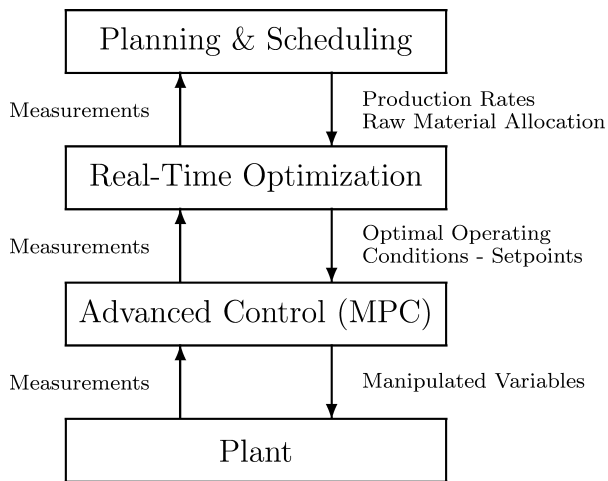 Planning & Scheduling
Measurements
Production Rates
Raw Material Allocation
Real-Time Optimization
Measurements
Optimal Operating
Conditions - Setpoints
Advanced Control (MPC)
Measurements
Manipulated Variables
Plant